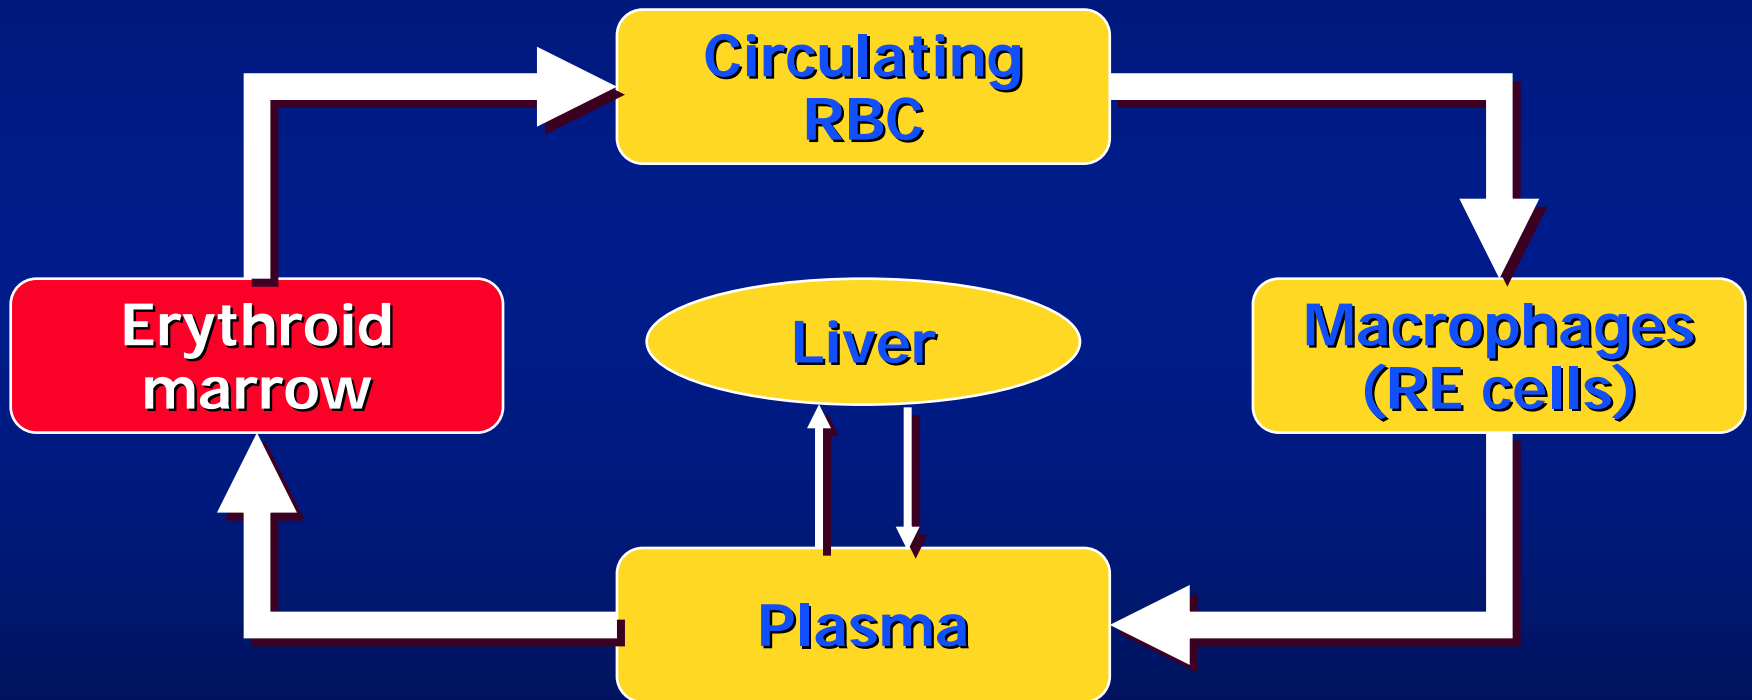 Circulating
RBC
Erythroid
marrow
Liver
Macrophages
(RE cells)
Plasma